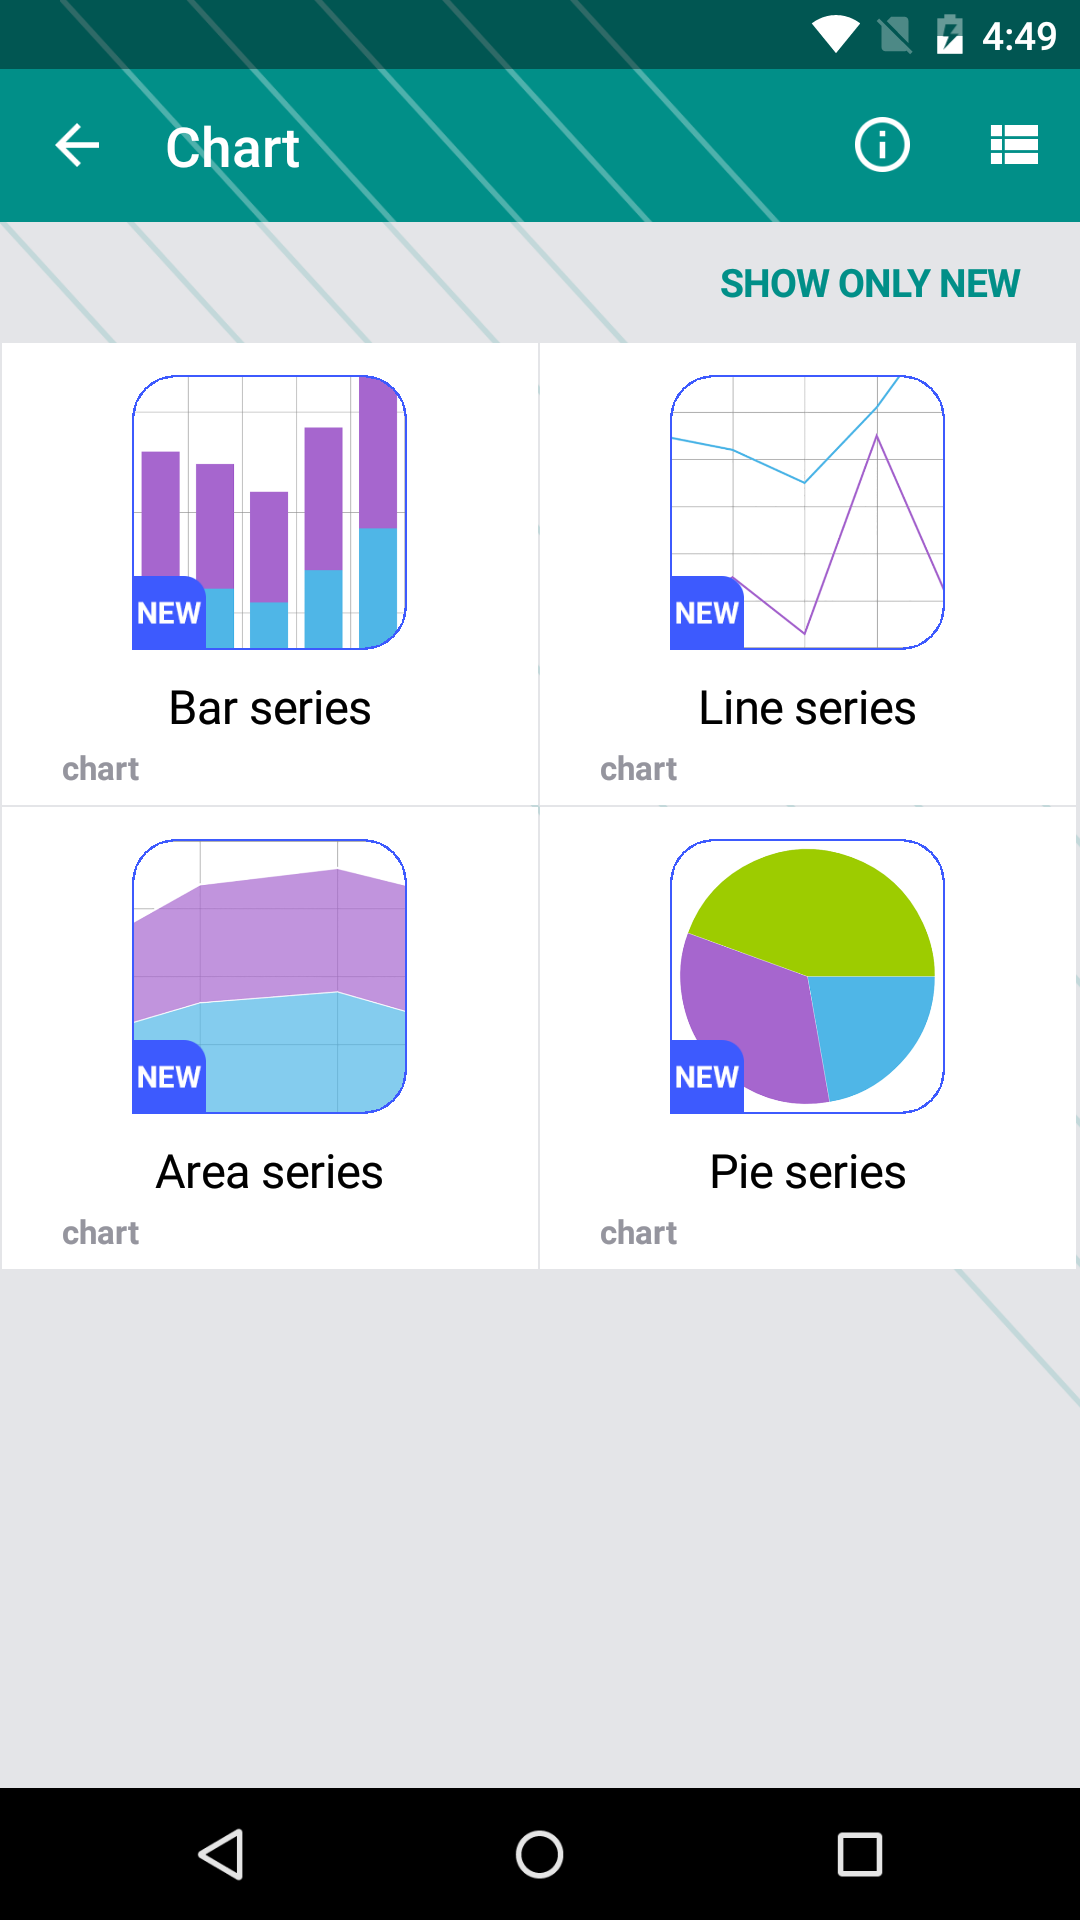 4:49
Chart
SHOW ONLY NEW
NEW
NEW
Bar series
Line series
chart
chart
NEW
NEW
Area series
Pie series
chart
chart